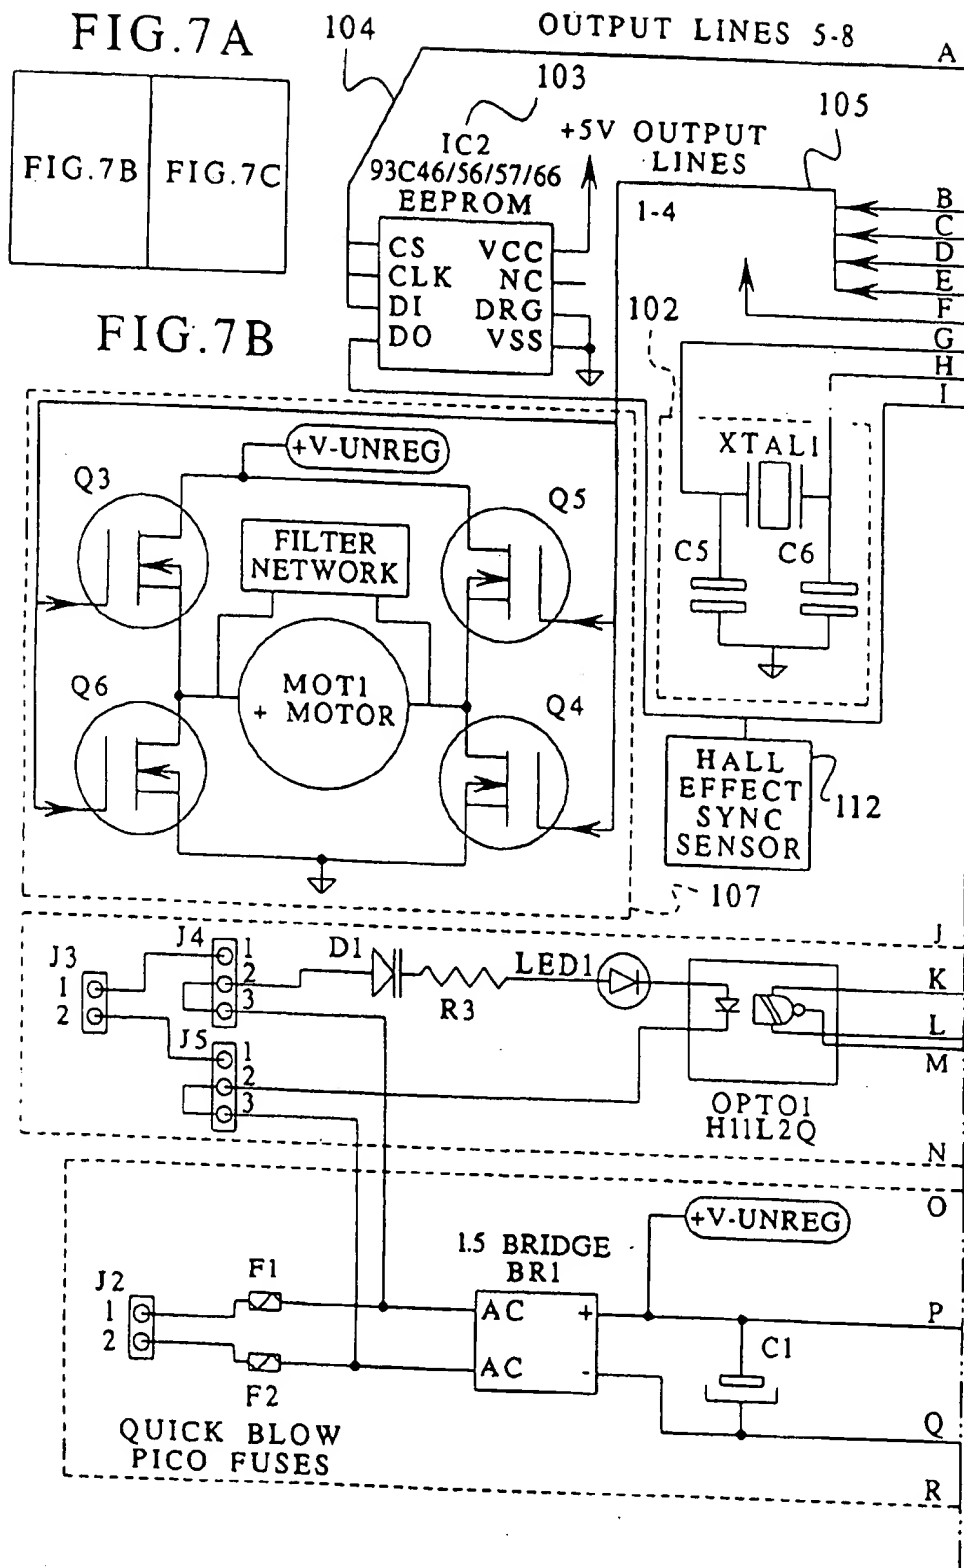 FIG.7A
FIG.7B
FIG.7C
FIG.7B
104
OUTPUT LINES 5-8
A
103
IC2
93C46/56/57/66
EEPROM
+5V
OUTPUT
LINES
1-4
105
CS
VCC
CLK
NC
DI
DRG
DO
VSS
B
C
D
E
F
G
H
I
102
XTAL1
C5
C6
+V-UNREG
Q3
Q5
FILTER
NETWORK
Q6
Q4
MOT1
+ MOTOR
HALL
EFFECT
SYNC
SENSOR
112
107
J
J3
1
2
J4
1
2
3
D1
R3
LED1
K
L
M
J5
1
2
3
OPTO1
H11L2Q
N
O
+V-UNREG
1.5 BRIDGE
BR1
J2
1
2
F1
F2
AC
+
AC
-
P
C1
Q
QUICK BLOW
PICO FUSES
R